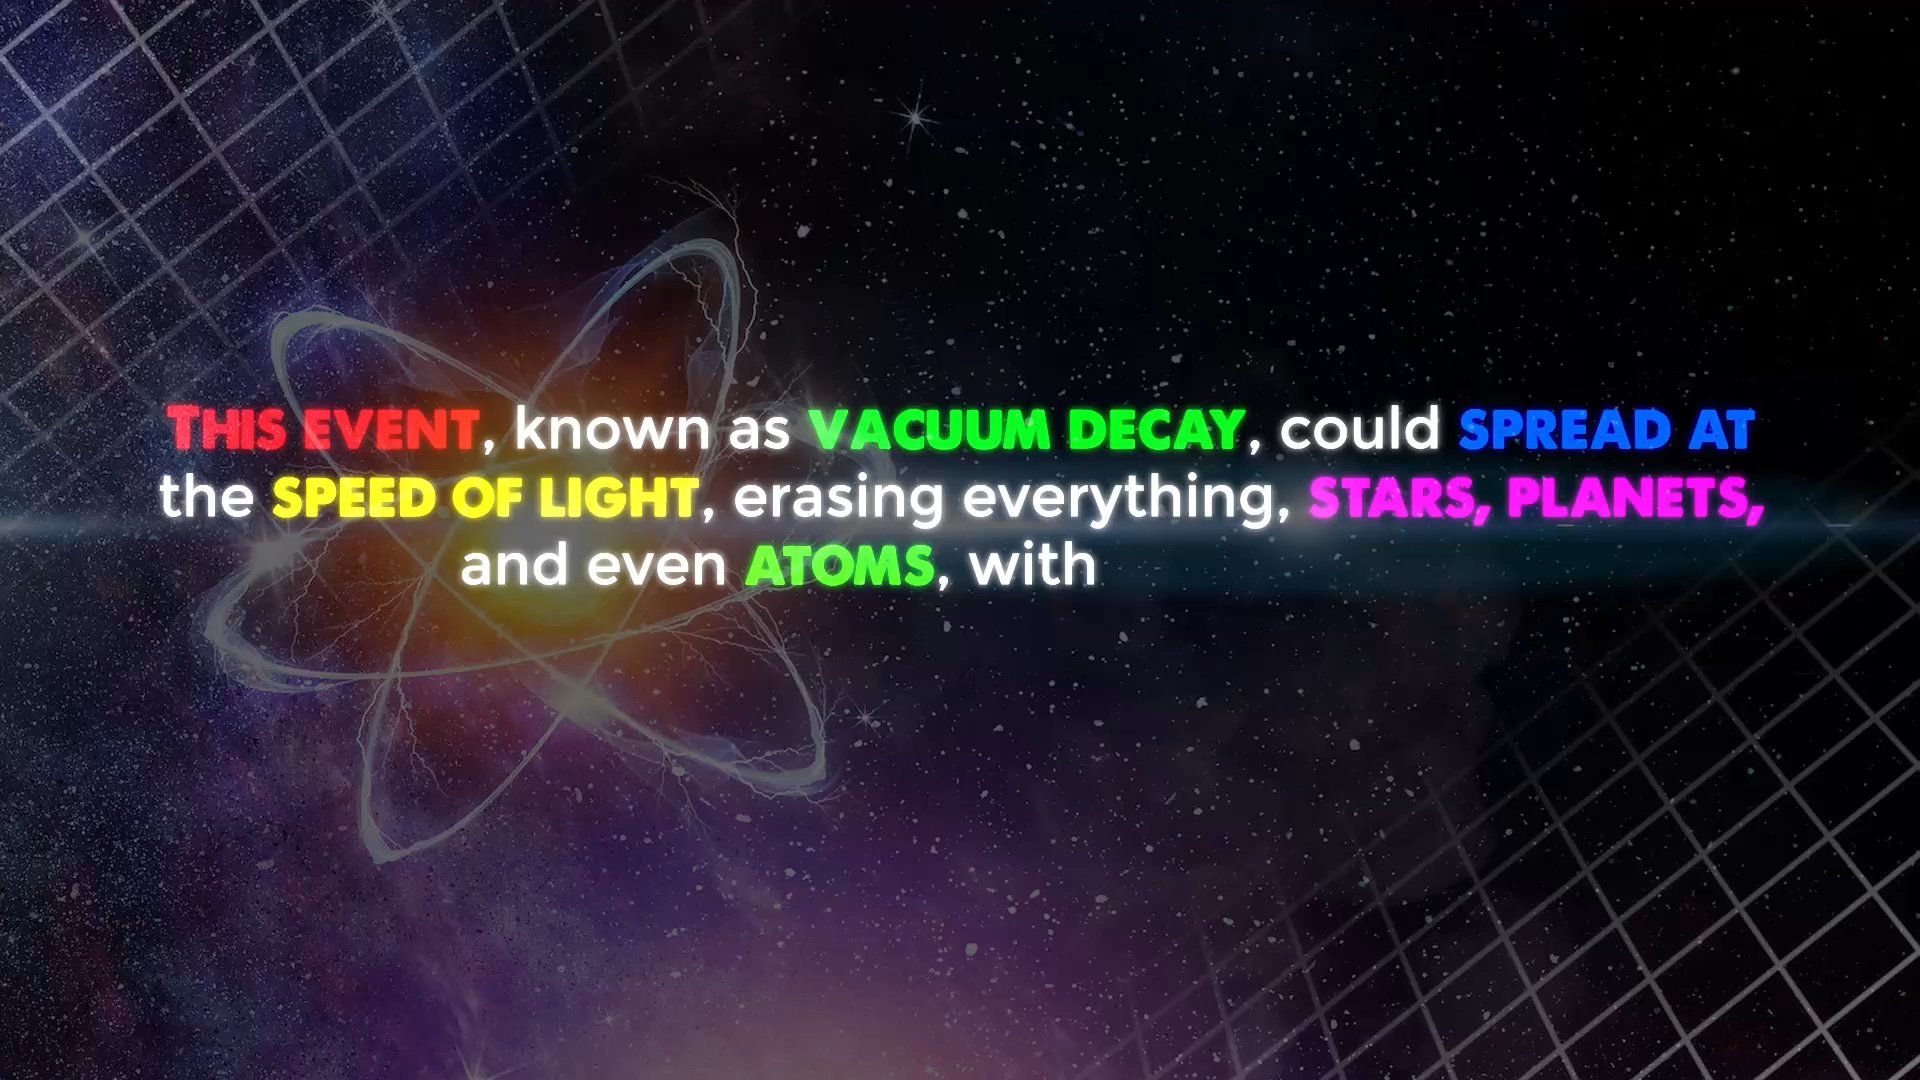 THIS EVENT, known as VACUUM DECAY, could SPREAD AT
the SPEED OF LIGHT, erasing everything, STARS, PLANETS,
and even ATOMS, with